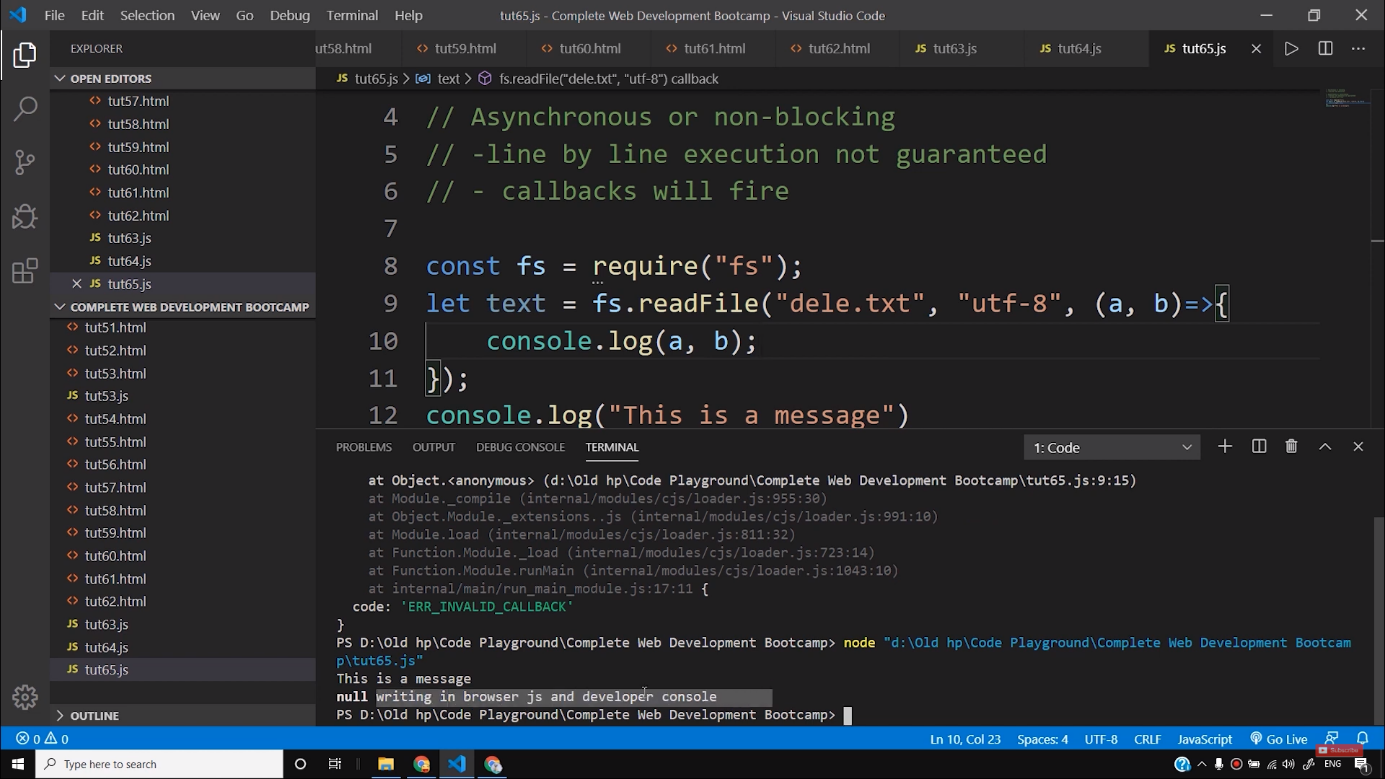 File Edit Selection View Go Debug Terminal Help tut65.js - Complete Web Development Bootcamp - Visual Studio Code
EXPLORER
OPEN EDITORS
tut57.html
tut58.html
tut59.html
tut60.html
tut61.html
tut62.html
tut63.js
tut64.js
tut65.js
COMPLETE WEB DEVELOPMENT BOOTCAMP
tut51.html
tut52.html
tut53.html
tut53.js
tut54.html
tut55.html
tut56.html
tut57.html
tut58.html
tut59.html
tut60.html
tut61.html
tut62.html
tut63.js
tut64.js
tut65.js
OUTLINE
ut58.html tut59.html tut60.html tut61.html tut62.html tut63.js tut64.js tut65.js
tut65.js > text > fs.readFile("dele.txt", "utf-8") callback
4 // Asynchronous or non-blocking
5 // -line by line execution not guaranteed
6 // - callbacks will fire
7
8 const fs = require("fs");
9 let text = fs.readFile("dele.txt", "utf-8", (a, b)=>{
10 console.log(a, b);
11 });
12 console.log("This is a message")
PROBLEMS OUTPUT DEBUG CONSOLE TERMINAL 1: Code
at Object.<anonymous> (d:\Old hp\Code Playground\Complete Web Development Bootcamp\tut65.js:9:15)
at Module._compile (internal/modules/cjs/loader.js:955:30)
at Object.Module._extensions..js (internal/modules/cjs/loader.js:991:10)
at Module.load (internal/modules/cjs/loader.js:811:32)
at Function.Module._load (internal/modules/cjs/loader.js:723:14)
at Function.Module.runMain (internal/modules/cjs/loader.js:1043:10)
at internal/main/run_main_module.js:17:11 {
code: 'ERR_INVALID_CALLBACK'
}
PS D:\Old hp\Code Playground\Complete Web Development Bootcamp> node "d:\Old hp\Code Playground\Complete Web Development Bootcam
p\tut65.js"
This is a message
null writing in browser js and developer console
PS D:\Old hp\Code Playground\Complete Web Development Bootcamp>
0 0 Ln 10, Col 23 Spaces: 4 UTF-8 CRLF JavaScript Go Live
Subscribe
Type here to search ENG